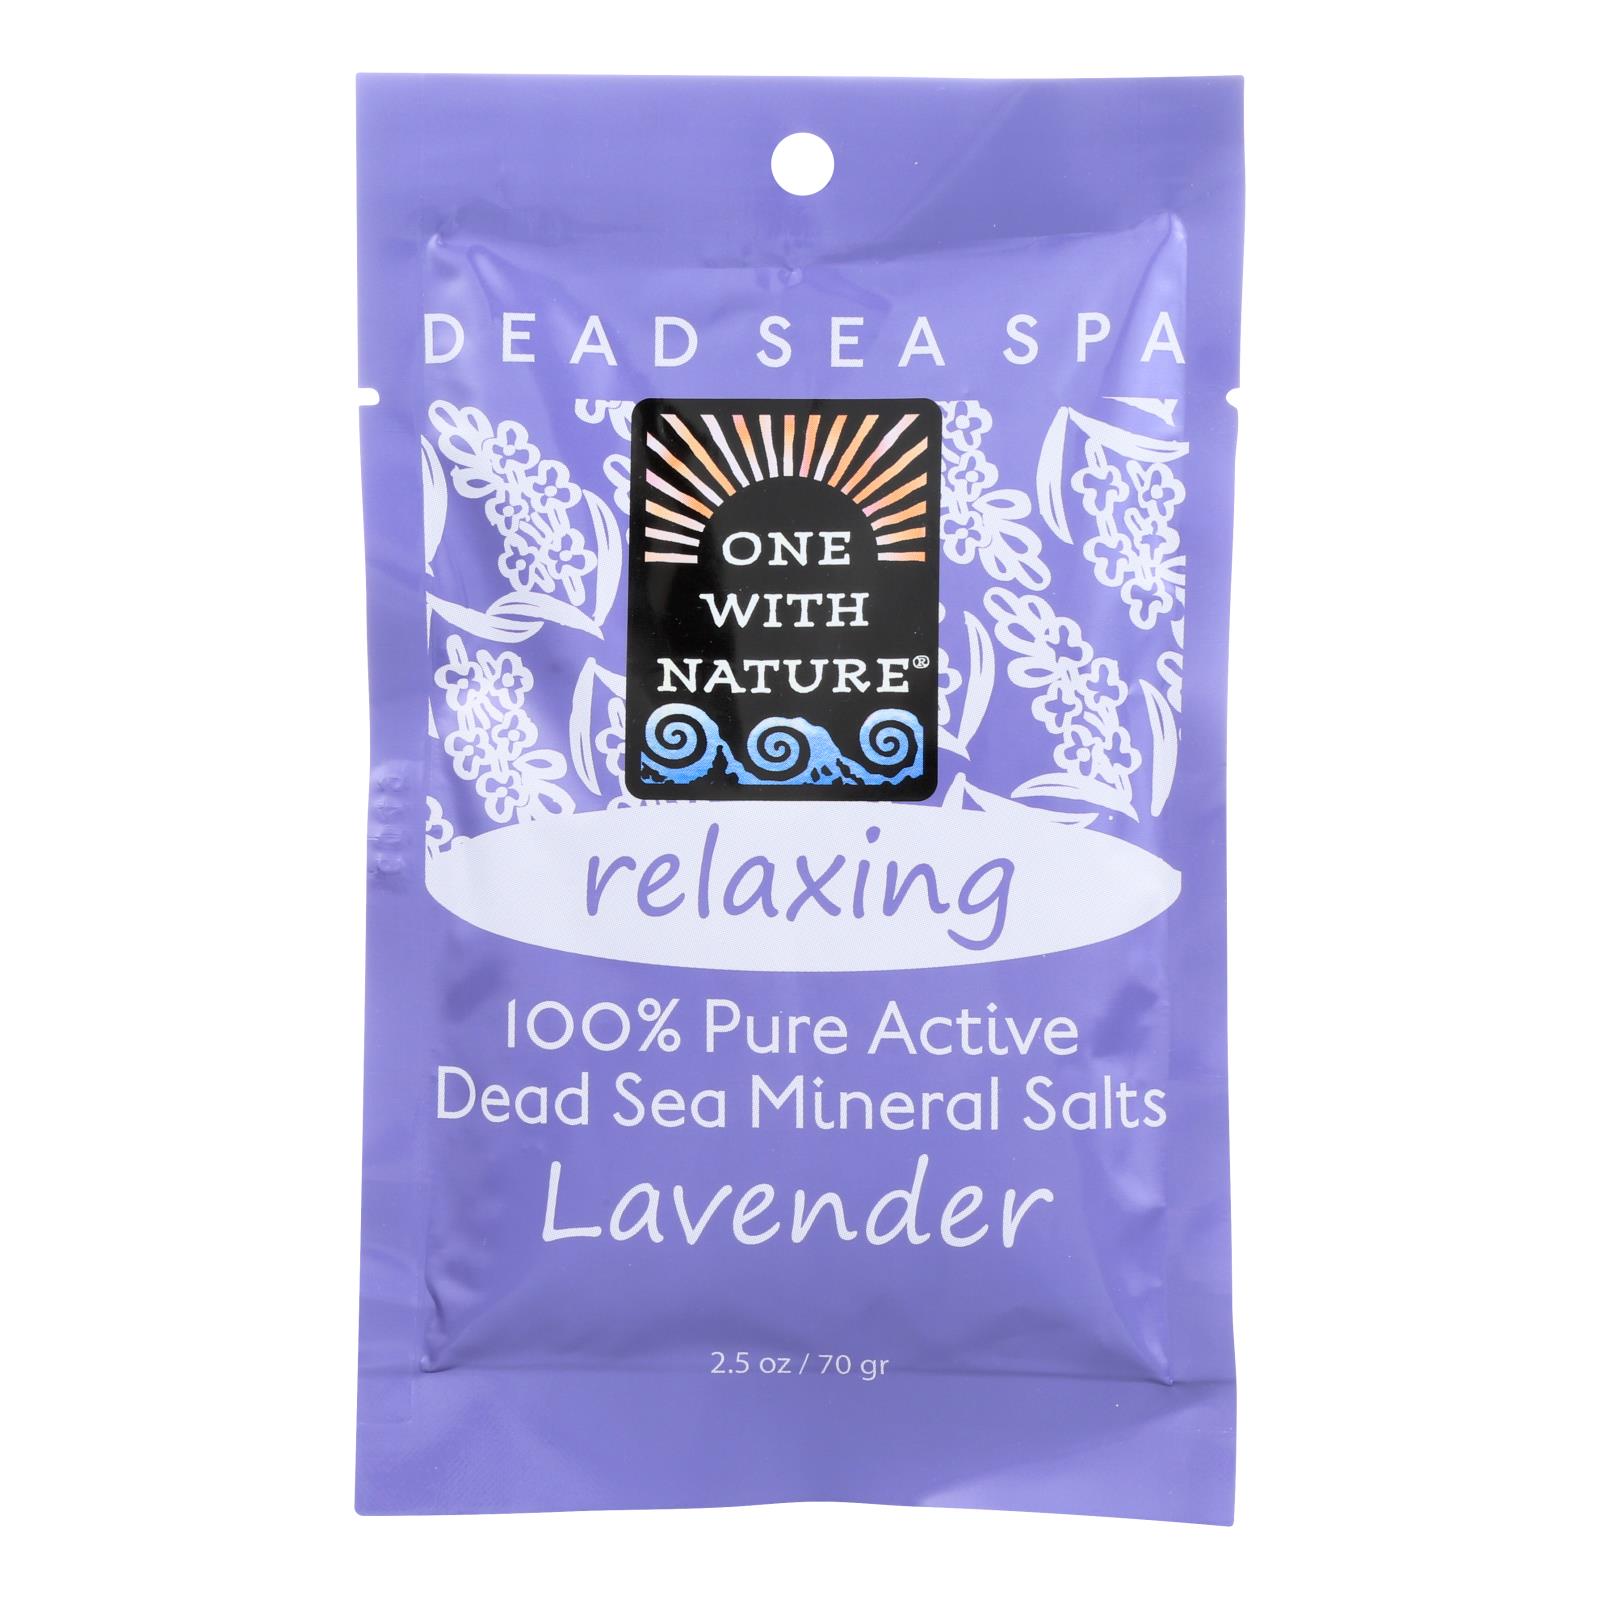 DEAD SEA SPA
ONE
WITH
NATURE®
relaxing
100% Pure Active
Dead Sea Mineral Salts
Lavender
2.5 oz / 70 gr